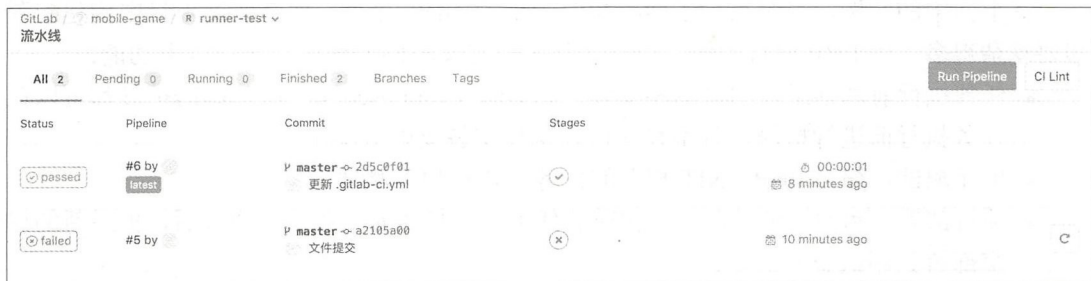 GitLab / mobile-game / R runner-test
流水线
All 2 Pending 0 Running 0 Finished 2 Branches Tags Run Pipeline CI Lint
Status Pipeline Commit Stages
passed #6 by latest master 2d5c0f01 更新 .gitlab-ci.yml 00:00:01 8 minutes ago
failed #5 by master a2105a00 文件提交 10 minutes ago